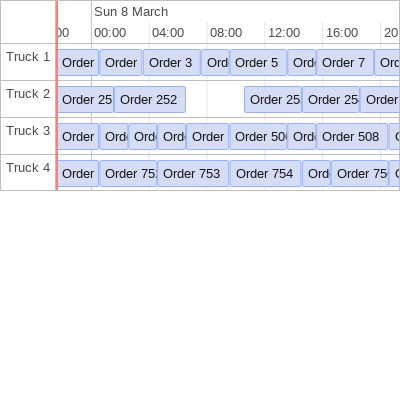 Sun 8 March
00 00:00 04:00 08:00 12:00 16:00 20
Truck 1 Order Order Order 3 Ord Order 5 Ord Order 7 Ord
Truck 2 Order 25 Order 252 Order 25 Order 25 Order
Truck 3 Order Ord Ord Ord Order Order 50 Ord Order 508
Truck 4 Order Order 75 Order 753 Order 754 Ord Order 75